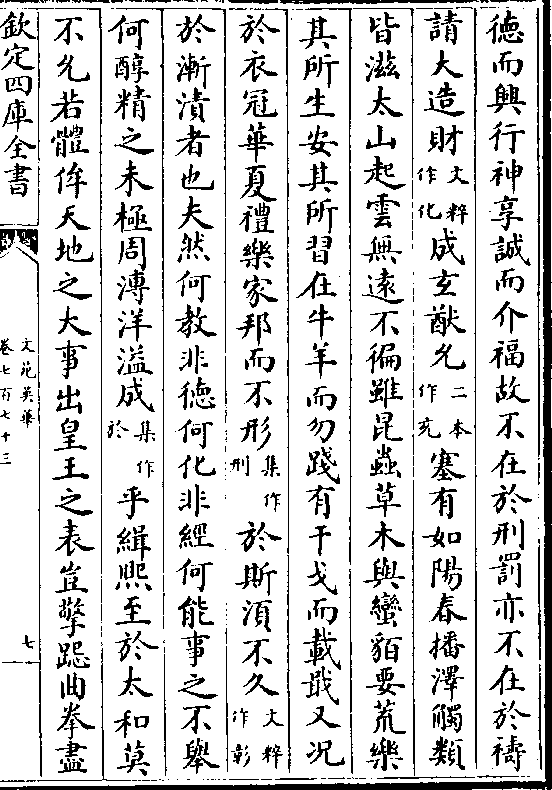 德而興行神享誠而介福故不在於刑罰亦不在於禱
請大造財文粹作化成玄猷允二本作充塞有如陽春播澤觸類
皆滋太山起雲無遠不徧雖昆蟲草木與蠻貊要荒樂
其所生安其所習在牛羊而勿踐有干戈而載戢又况
於衣冠華夏禮樂家邦而不形集作刑於斯湏不久文粹作彰
於漸漬者也夫然何教非德何化非經何能事之不舉
何醇精之未極周溥洋溢成集作於乎緝熈至於太和莫
不允若體侔天地之大事出皇王之表豈擎跽曲拳盡
欽定四庫全書
文苑英華
卷七百七十三
七